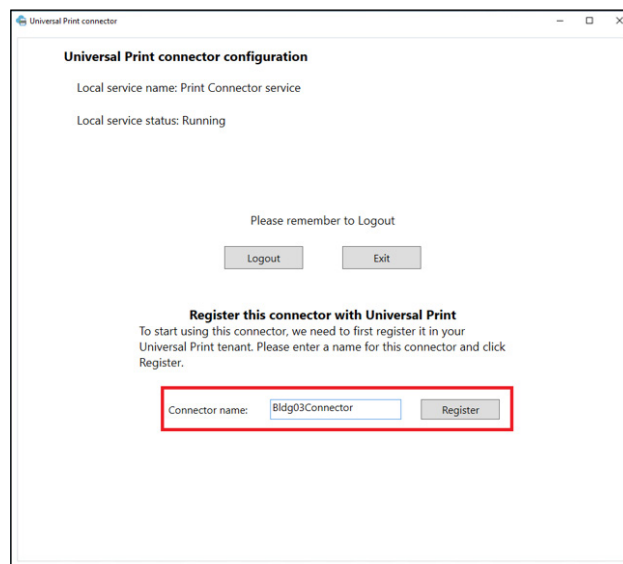 Universal Print connector
Universal Print connector configuration
Local service name: Print Connector service
Local service status: Running
Please remember to Logout
Logout Exit
Register this connector with Universal Print
To start using this connector, we need to first register it in your
Universal Print tenant. Please enter a name for this connector and click
Register.
Connector name: Bldg03Connector Register